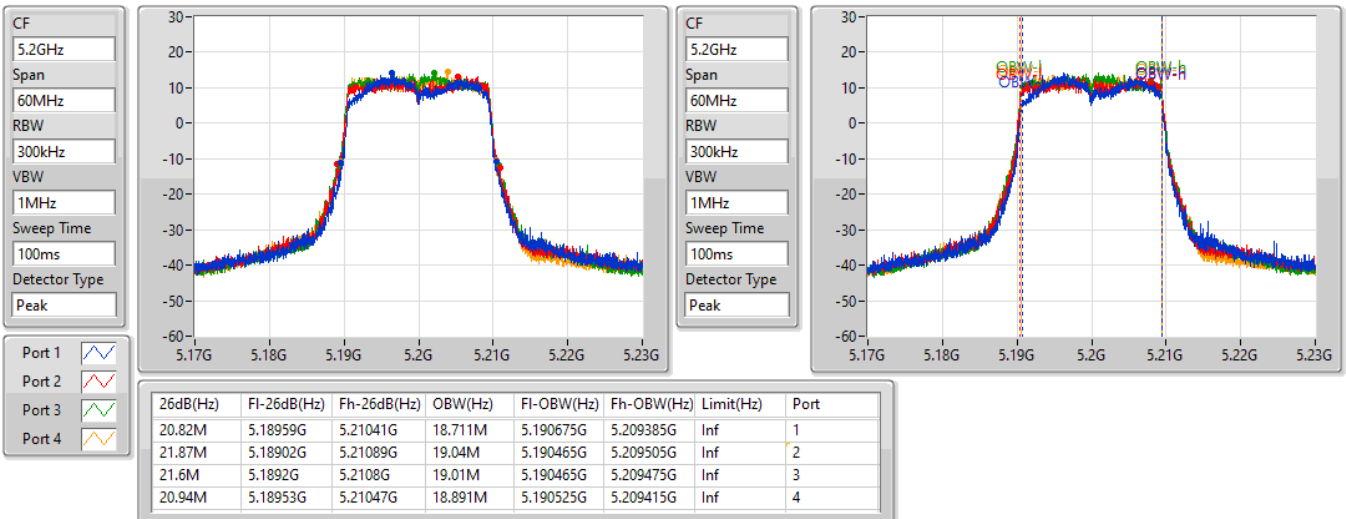 CF
5.2GHz
Span
60MHz
RBW
300kHz
VBW
1MHz
Sweep Time
100ms
Detector Type
Peak
30
20
10
0
-10
-20
-30
-40
-50
-60
5.17G 5.18G 5.19G 5.2G 5.21G 5.22G 5.23G
CF
5.2GHz
Span
60MHz
RBW
300kHz
VBW
1MHz
Sweep Time
100ms
Detector Type
Peak
30
20
10
0
-10
-20
-30
-40
-50
-60
OBW-l OBW-h
5.17G 5.18G 5.19G 5.2G 5.21G 5.22G 5.23G
Port 1
Port 2
Port 3
Port 4
26dB(Hz) Fl-26dB(Hz) Fh-26dB(Hz) OBW(Hz) Fl-OBW(Hz) Fh-OBW(Hz) Limit(Hz) Port
20.82M 5.18959G 5.21041G 18.711M 5.190675G 5.209385G Inf 1
21.87M 5.18902G 5.21089G 19.04M 5.190465G 5.209505G Inf 2
21.6M 5.1892G 5.2108G 19.01M 5.190465G 5.209475G Inf 3
20.94M 5.18953G 5.21047G 18.891M 5.190525G 5.209415G Inf 4